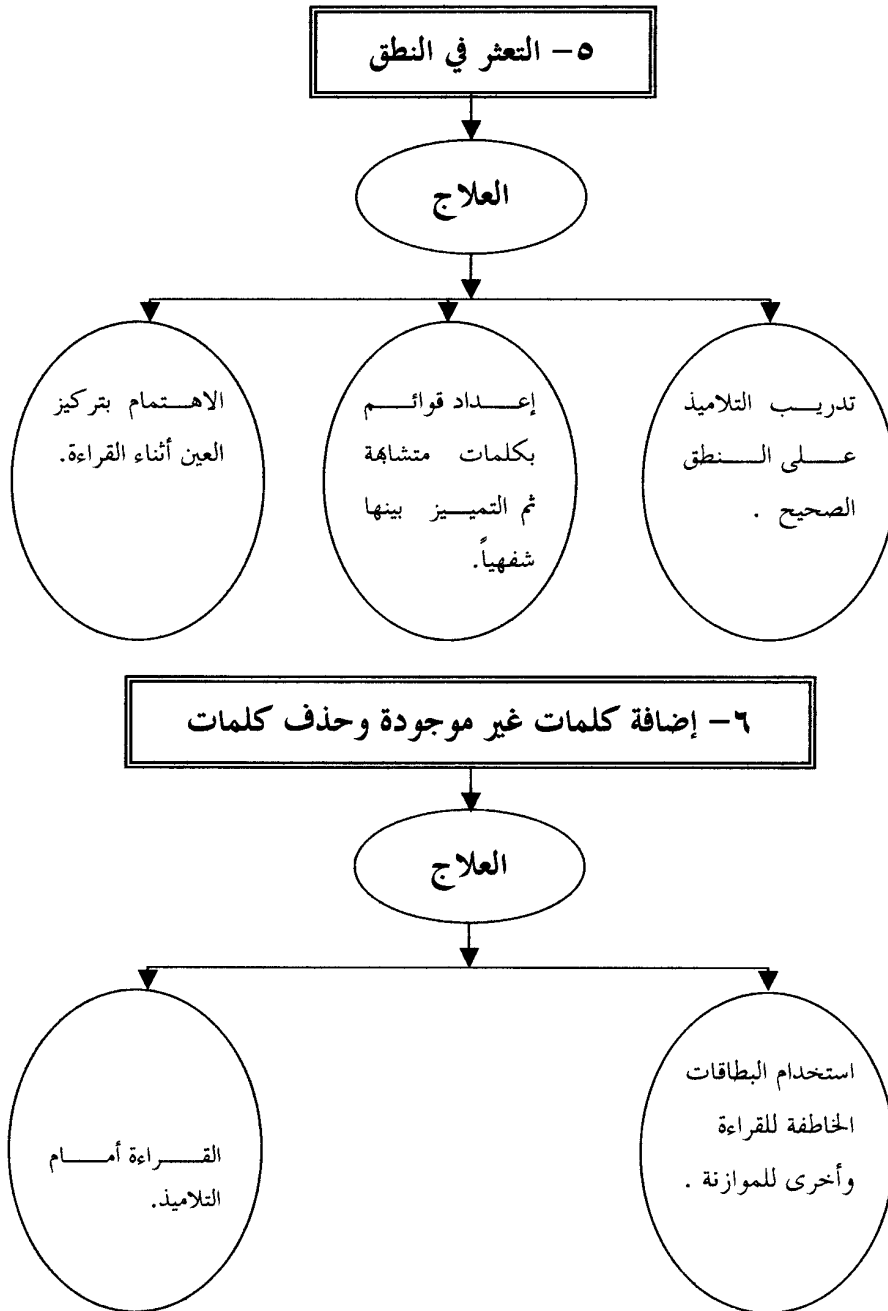 ٥- التعثر في النطق
العلاج
تدريب التلاميذ
على النطق
الصحيح .
إعداد قوائم
بكلمات متشابهة
ثم التمييز بينها
شفهياً.
الاهتمام بتركيز
العين أثناء القراءة.
٦- إضافة كلمات غير موجودة وحذف كلمات
العلاج
استخدام البطاقات
الخاطفة للقراءة
وأخرى للموازنة .
القراءة أمام
التلاميذ.